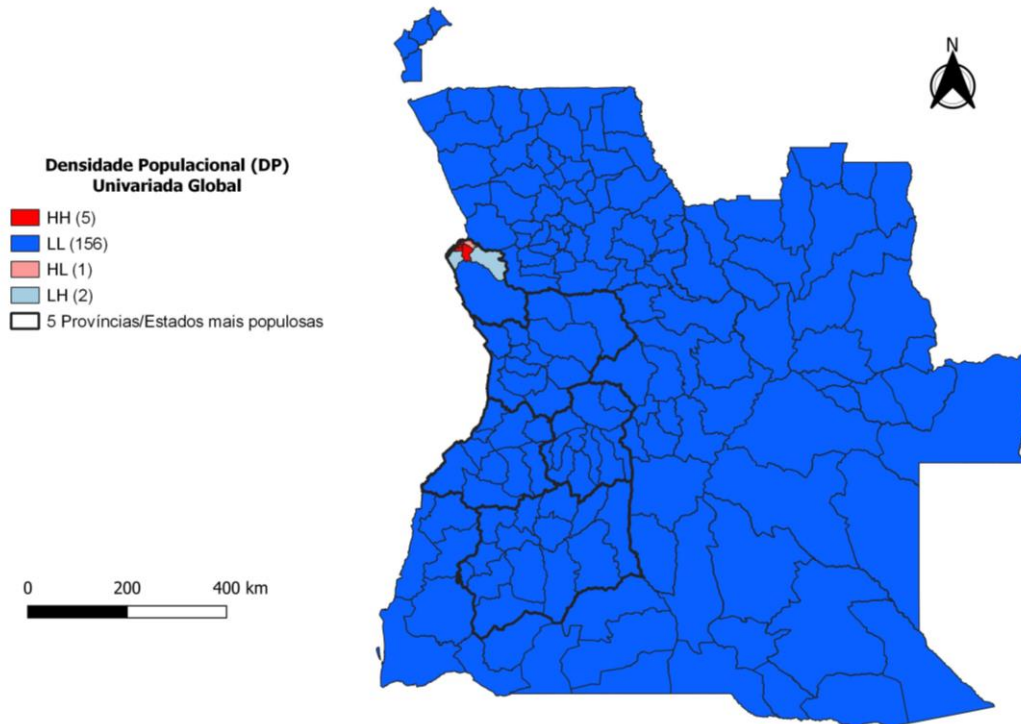 N
Densidade Populacional (DP)
Univariada Global
HH (5)
LL (156)
HL (1)
LH (2)
5 Províncias/Estados mais populosas
0 200 400 km